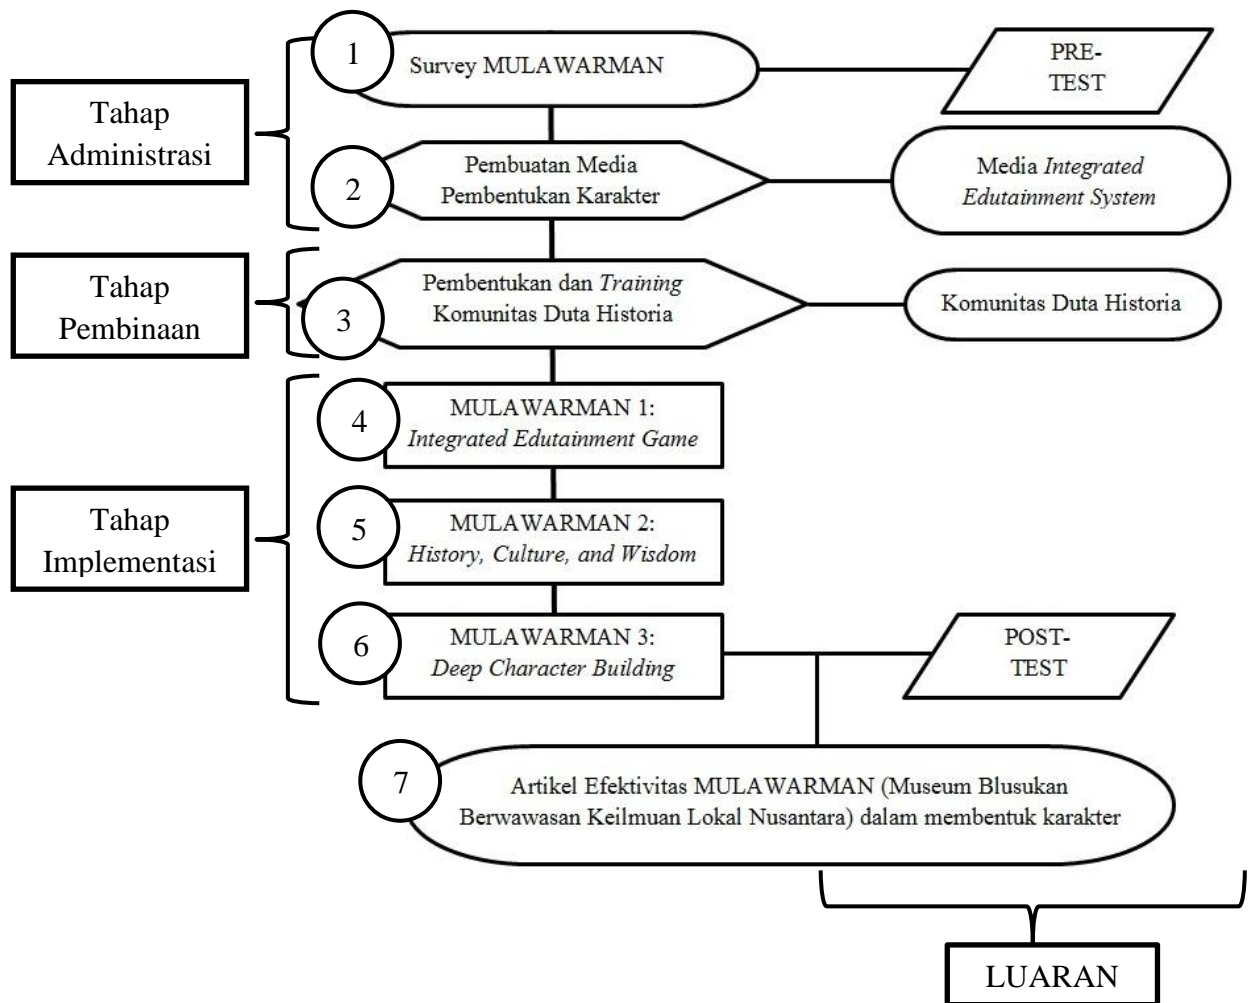 1
Survey MULAWARMAN
PRE-
TEST
Tahap
Administrasi
2
Pembuatan Media
Pembentukan Karakter
Media Integrated
Edutainment System
Tahap
Pembinaan
3
Pembentukan dan Training
Komunitas Duta Historia
Komunitas Duta Historia
4
MULAWARMAN 1:
Integrated Edutainment Game
Tahap
Implementasi
5
MULAWARMAN 2:
History, Culture, and Wisdom
6
MULAWARMAN 3:
Deep Character Building
POST-
TEST
7
Artikel Efektivitas MULAWARMAN (Museum Blusukan
Berwawasan Keilmuan Lokal Nusantara) dalam membentuk karakter
LUARAN